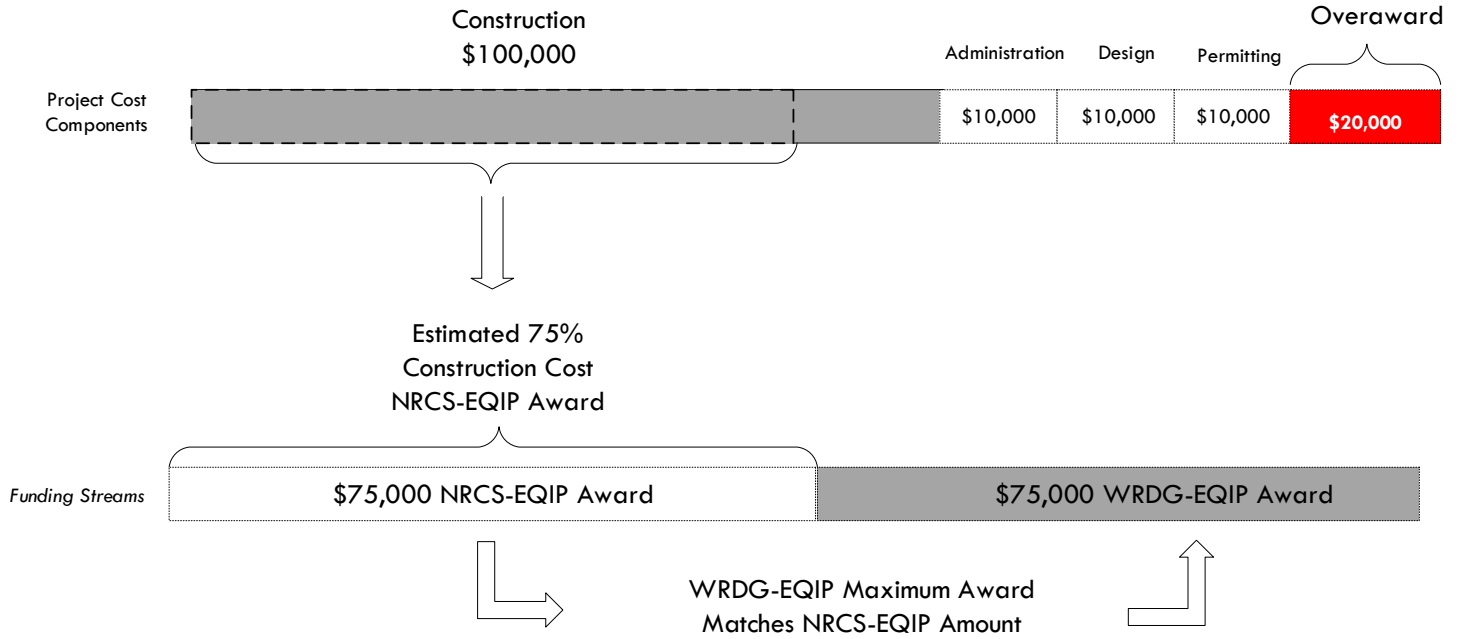 Construction
$100,000
Administration
Design
Permitting
Overaward
Project Cost
Components
$10,000
$10,000
$10,000
$20,000
Estimated 75%
Construction Cost
NRCS-EQIP Award
Funding Streams
$75,000 NRCS-EQIP Award
$75,000 WRDG-EQIP Award
WRDG-EQIP Maximum Award
Matches NRCS-EQIP Amount